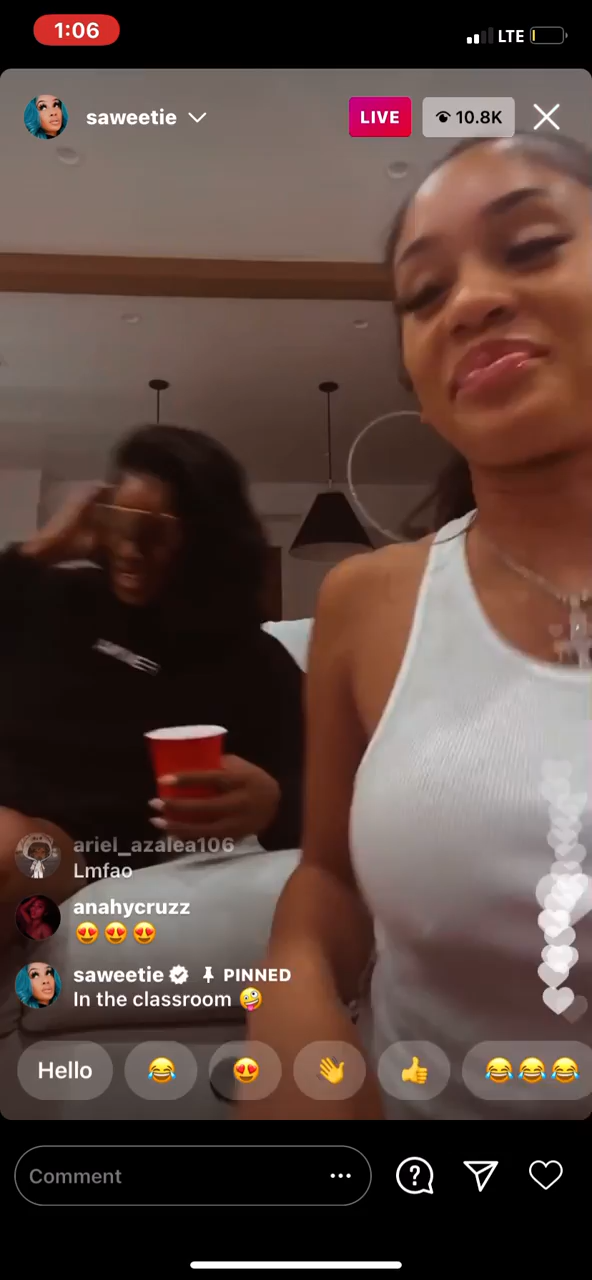 1:06
LTE
saweetie
LIVE
10.8K
ariel_azalea106
Lmfao
anahycruzz
😍😍😍
saweetie PINNED
In the classroom 🤪
Hello 😂 😍 👋 👍 😂😂😂
Comment